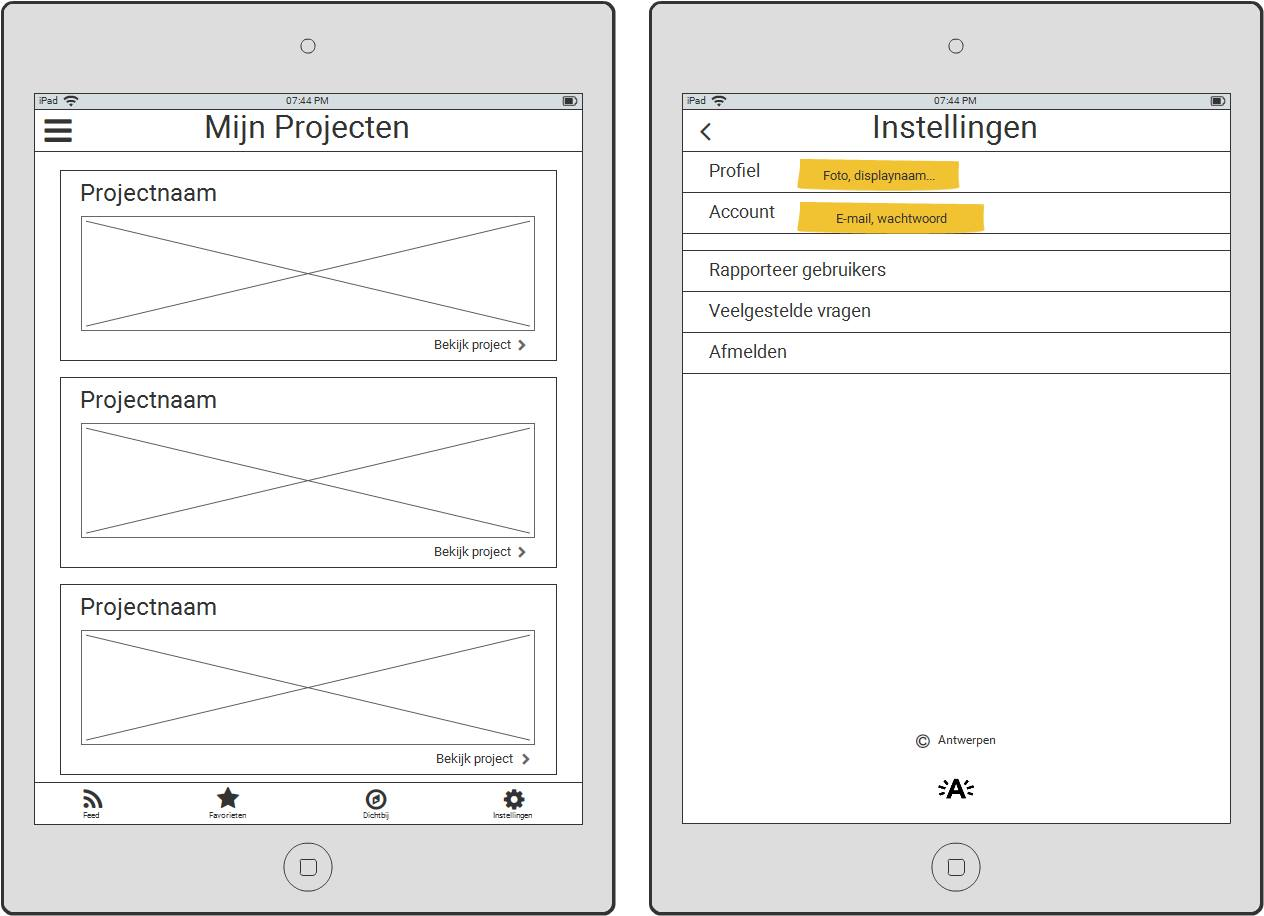 iPad 07:44 PM
Mijn Projecten
Projectnaam
Bekijk project
Projectnaam
Bekijk project
Projectnaam
Bekijk project
Feed Favorieten Dichtbij Instellingen
iPad 07:44 PM
Instellingen
Profiel Foto, displaynaam...
Account E-mail, wachtwoord
Rapporteer gebruikers
Veelgestelde vragen
Afmelden
© Antwerpen
A